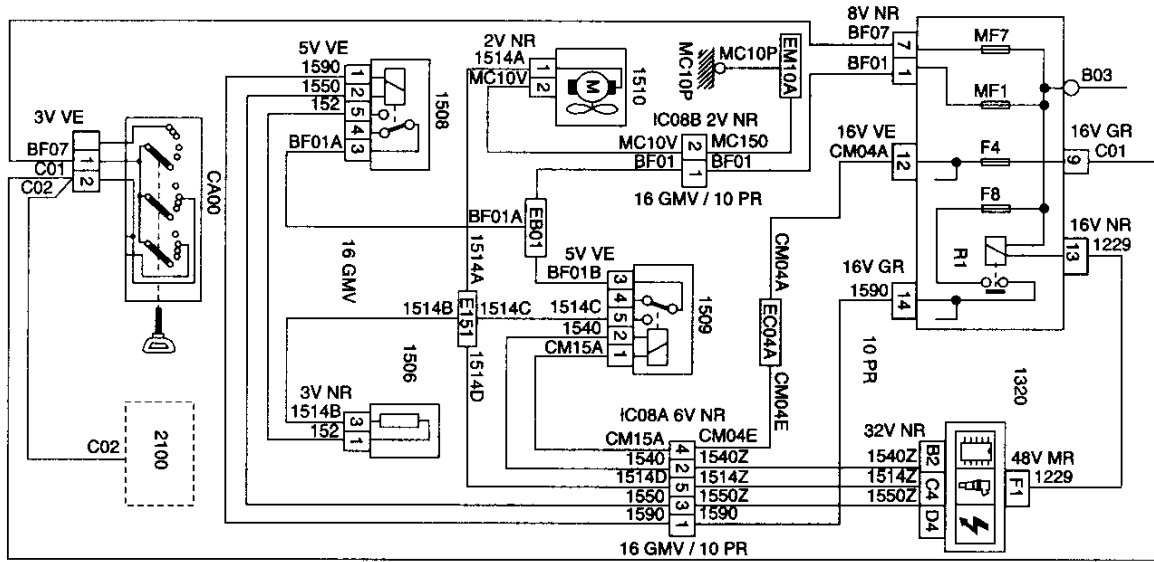 8V NR
BF07
7
BF01
1
MF7
MF1
B03
16V VE
CM04A
12
F4
16V GR
9
C01
F8
R1
16V NR
13
1229
16V GR
1590
14
10 PR
1320
32V NR
1540Z
B2
1514Z
C4
1550Z
D4
48V MR
F1
1229
2V NR
1514A
1
MC10V
2
M
1510
MC10P
MC10P
EM10A
IC08B 2V NR
MC10V
2
MC150
BF01
1
BF01
16 GMV / 10 PR
5V VE
1590
1
1550
2
152
5
4
BF01A
3
1508
3V VE
BF07
1
C01
2
C02
CA00
C02
2100
BF01A
EB01
16 GMV
1514A
1514B
E151
1514C
1514D
5V VE
BF01B
3
4
1514C
5
1540
2
CM15A
1
1509
CM04A
EC04A
CM04E
1506
3V NR
1514B
3
152
1
IC08A 6V NR
CM15A
4
CM04E
1540
2
1540Z
1514D
5
1514Z
1550
3
1550Z
1590
1
1590
16 GMV / 10 PR